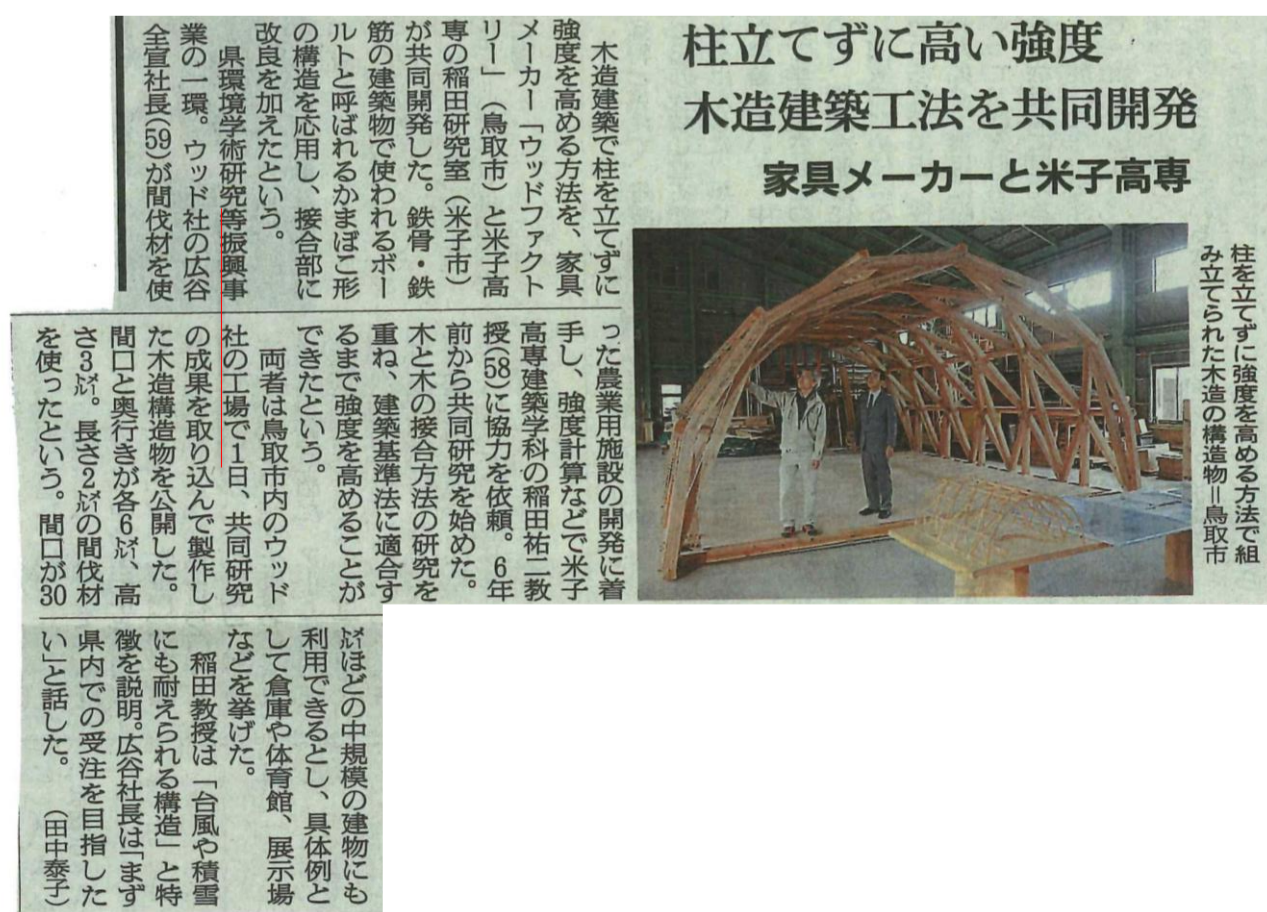 柱立てずに高い強度
木造建築工法を共同開発
家具メーカーと米子高専
柱を立てずに強度を高める方法で組
み立てられた木造の構造物=鳥取市
木造建築で柱を立てずに
強度を高める方法を、家具
メーカー「ウッドファクト
リー」(鳥取市)と米子高
専の稲田研究室(米子市)
が共同開発した。鉄骨・鉄
筋の建築物で使われるボー
ルトと呼ばれるかまぼこ形
の構造を応用し、接合部に
改良を加えたという。
県環境学術研究等振興事
業の一環。ウッド社の広谷
全宣社長(59)が間伐材を使
った農業用施設の開発に着
手し、強度計算などで米子
高専建築学科の稲田祐二教
授(58)に協力を依頼。6年
前から共同研究を始めた。
木と木の接合方法の研究を
重ね、建築基準法に適合す
るまで強度を高めることが
できたという。
両者は鳥取市内のウッド
社の工場で1日、共同研究
の成果を取り込んで製作し
た木造構造物を公開した。
間口と奥行きが各6㍍、高
さ3㍍。長さ2㍍の間伐材
を使ったという。間口が30
㍍ほどの中規模の建物にも
利用できるとし、具体例と
して倉庫や体育館、展示場
などを挙げた。
稲田教授は「台風や積雪
にも耐えられる構造」と特
徴を説明。広谷社長は「まず
県内での受注を目指した
い」と話した。 (田中泰子)